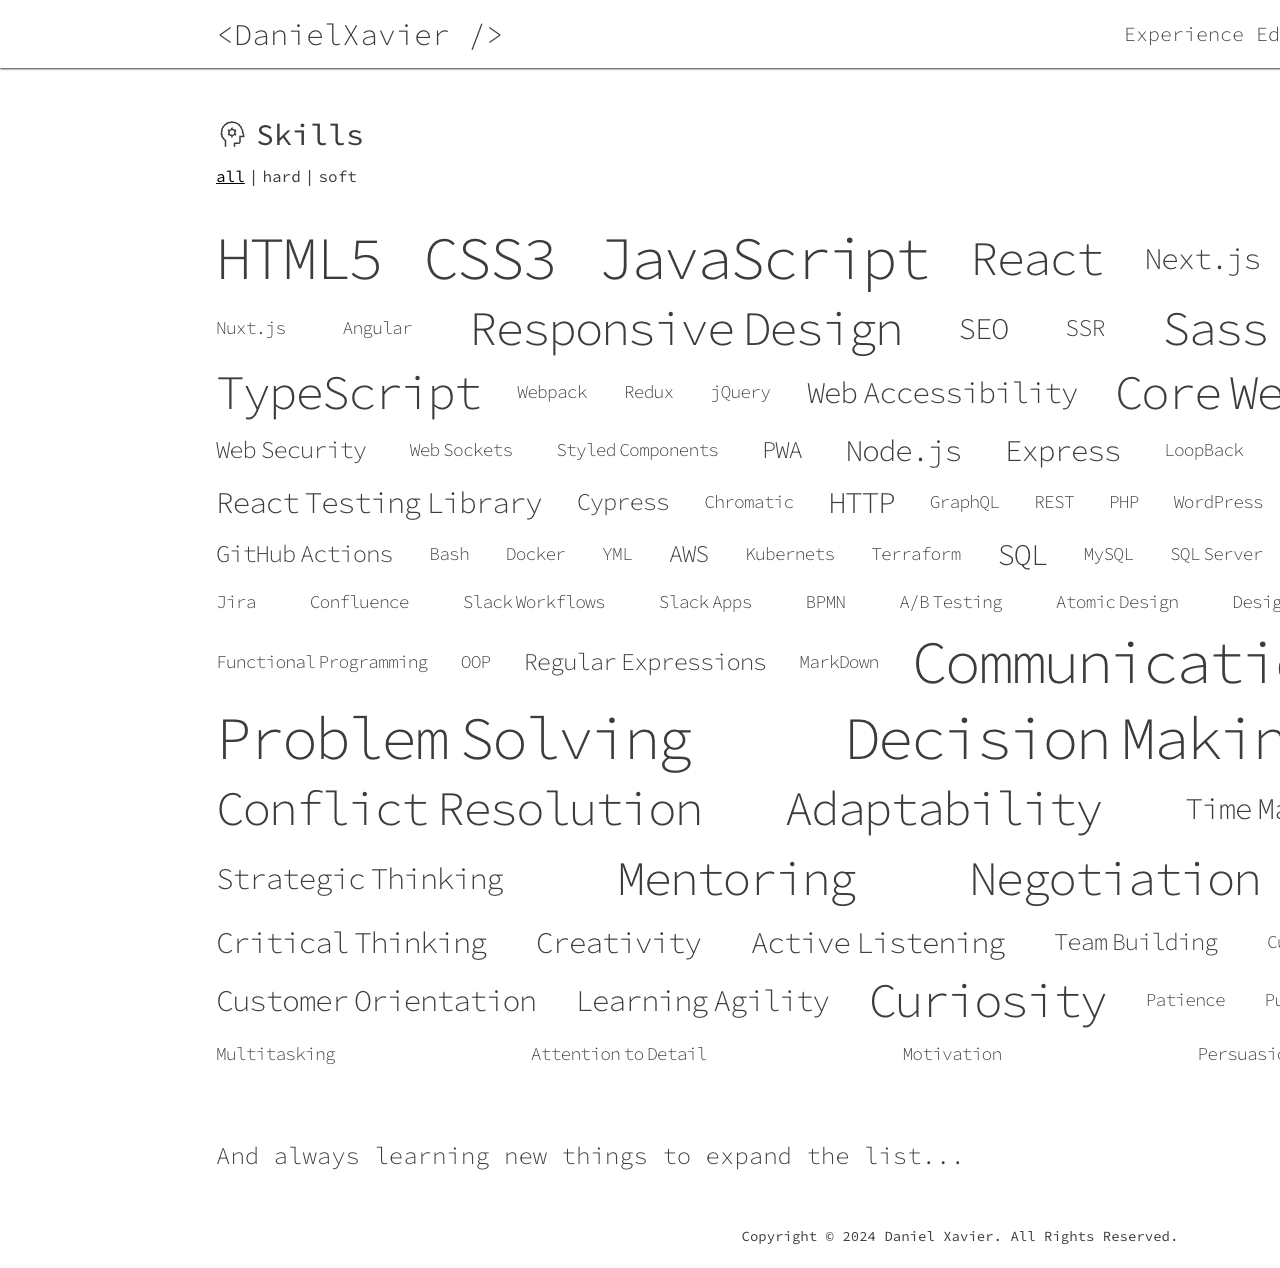 <DanielXavier />
Experience Ed
Skills
all | hard | soft
HTML5 CSS3 JavaScript React Next.js
Nuxt.js Angular Responsive Design SEO SSR Sass
TypeScript Webpack Redux jQuery Web Accessibility Core We
Web Security Web Sockets Styled Components PWA Node.js Express LoopBack
React Testing Library Cypress Chromatic HTTP GraphQL REST PHP WordPress
GitHub Actions Bash Docker YML AWS Kubernets Terraform SQL MySQL SQL Server
Jira Confluence Slack Workflows Slack Apps BPMN A/B Testing Atomic Design Desig
Functional Programming OOP Regular Expressions MarkDown Communicatio
Problem Solving Decision Makin
Conflict Resolution Adaptability Time Ma
Strategic Thinking Mentoring Negotiation
Critical Thinking Creativity Active Listening Team Building Cu
Customer Orientation Learning Agility Curiosity Patience Pu
Multitasking Attention to Detail Motivation Persuasio
And always learning new things to expand the list...
Copyright © 2024 Daniel Xavier. All Rights Reserved.